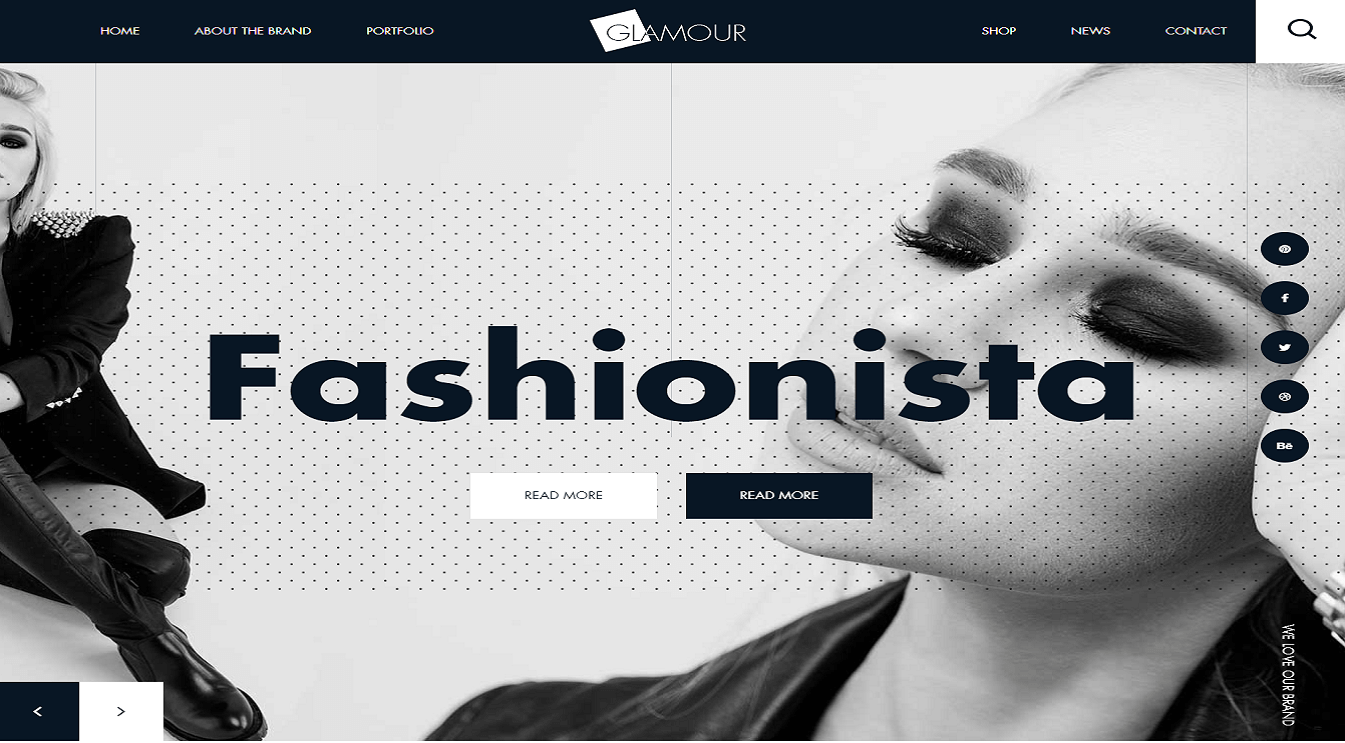 HOME
ABOUT THE BRAND
PORTFOLIO
GLAMOUR
SHOP
NEWS
CONTACT
Fashionista
READ MORE
READ MORE
Bē
WE LOVE OUR BRAND